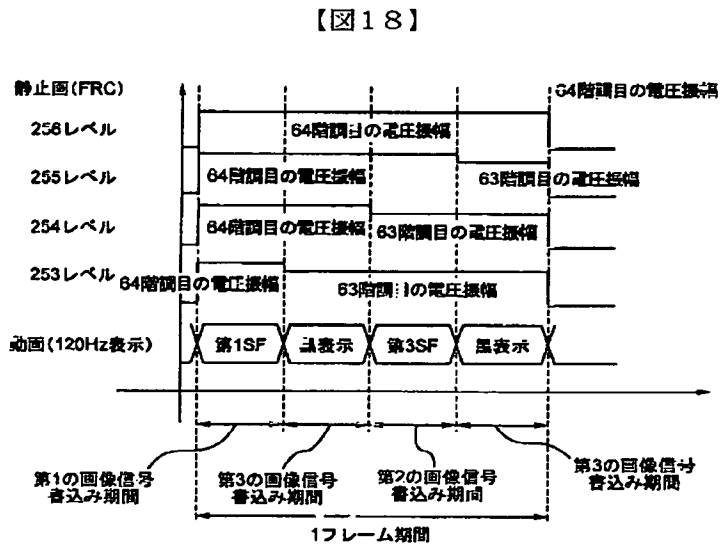 【図18】
静止画(FRC)
64階調目の電圧振幅
256レベル
64階調目の電圧振幅
255レベル
64階調目の電圧振幅
63階調目の電圧振幅
254レベル
64階調目の電圧振幅
63階調目の電圧振幅
253レベル
64階調目の電圧振幅
63階調目の電圧振幅
動画(120Hz表示)
第1SF
黒表示
第3SF
黒表示
第1の画像信号
書込み期間
第3の画像信号
書込み期間
第2の画像信号
書込み期間
第3の画像信号
書込み期間
1フレーム期間